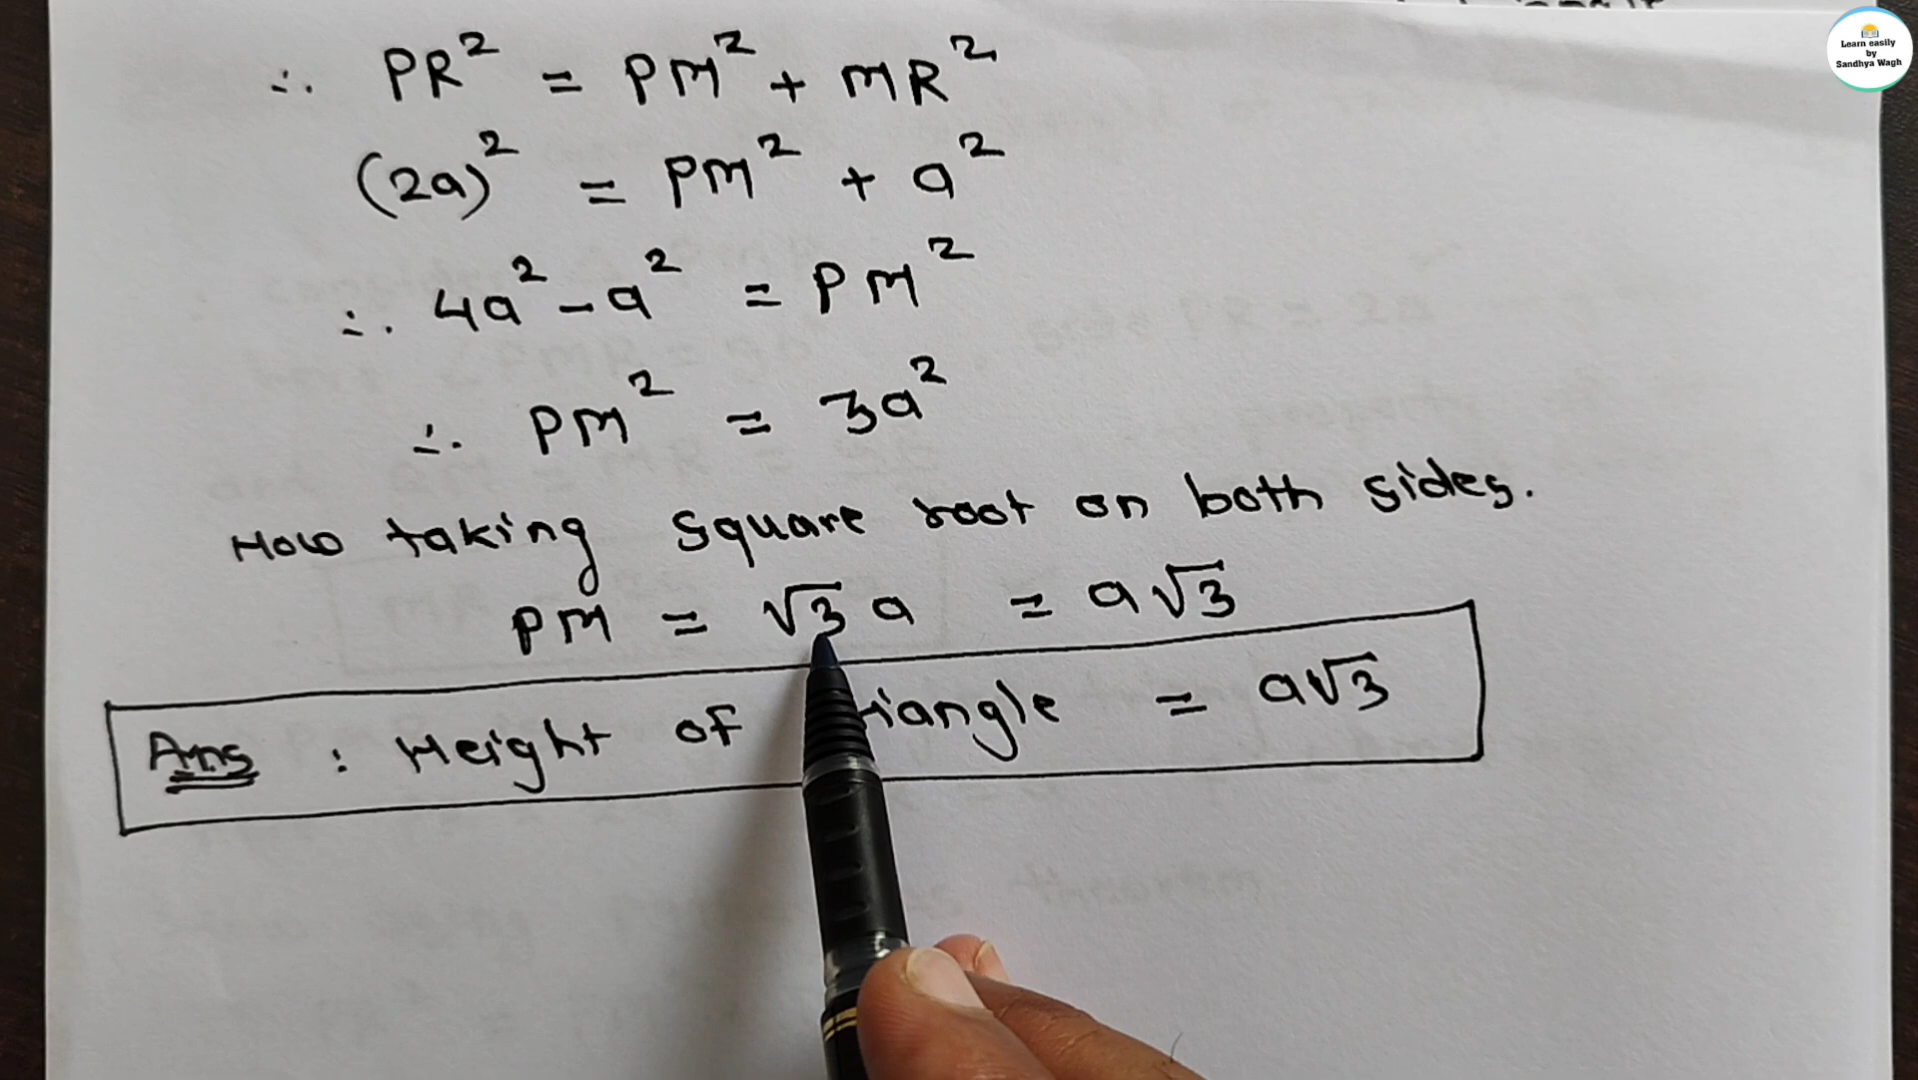 ∴ PR² = PM² + MR²
(2a)² = PM² + a²
∴ 4a² - a² = PM²
∴ PM² = 3a²
Now taking square root on both sides.
PM = √3 a = a√3
Ans : Height of riangle = a√3
Learn easily
by
Sandhya Wagh